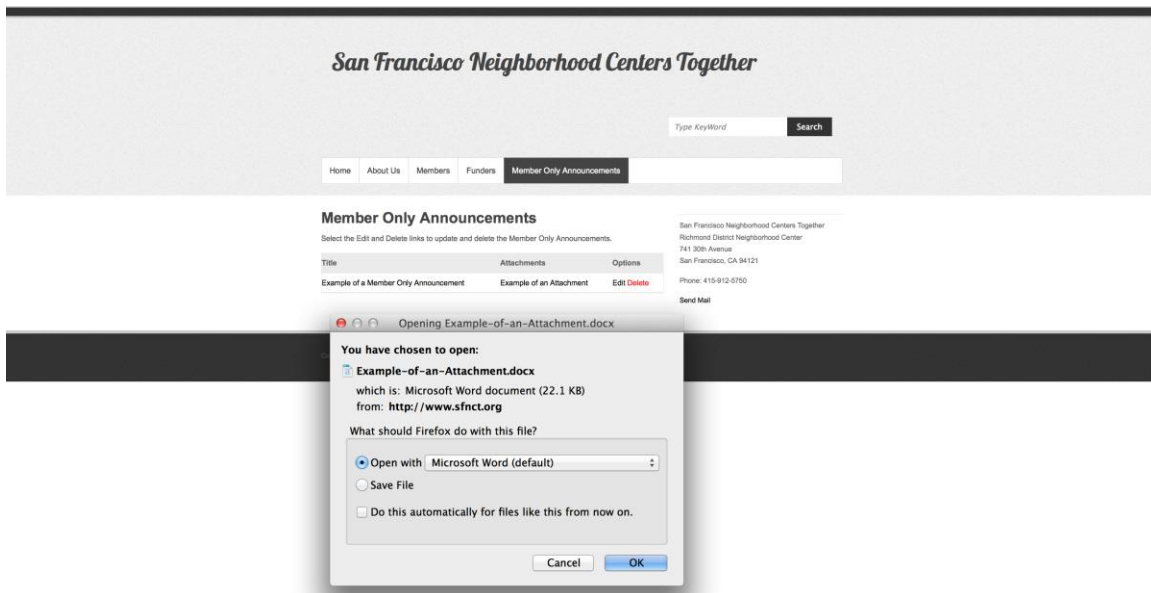 San Francisco Neighborhood Centers Together
Type KeyWord
Search
Home
About Us
Members
Funders
Member Only Announcements
Member Only Announcements
Select the Edit and Delete links to update and delete the Member Only Announcements.
Title Attachments Options
Example of a Member Only Announcement Example of an Attachment Edit Delete
San Francisco Neighborhood Centers Together
Richmond District Neighborhood Center
741 30th Avenue
San Francisco, CA 94121
Phone: 415-912-5750
Send Mail
Opening Example-of-an-Attachment.docx
You have chosen to open:
Example-of-an-Attachment.docx
which is: Microsoft Word document (22.1 KB)
from: http://www.sfnct.org
What should Firefox do with this file?
Open with Microsoft Word (default)
Save File
Do this automatically for files like this from now on.
Cancel
OK